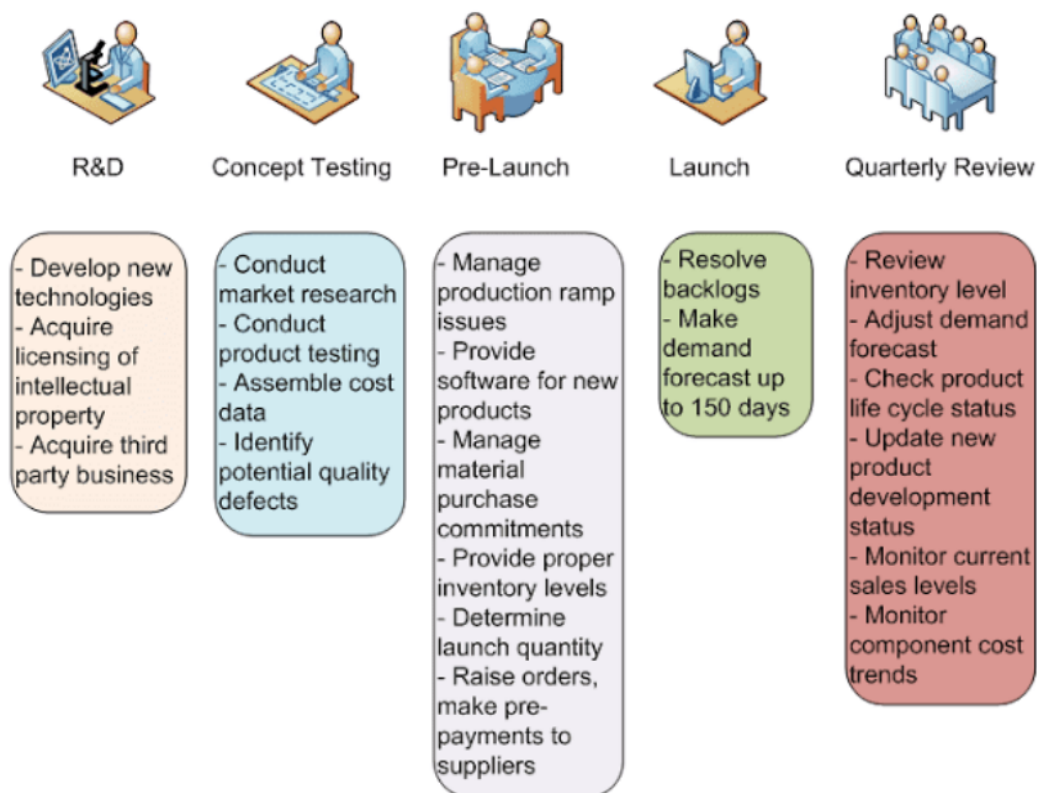 R&D
Concept Testing
Pre-Launch
Launch
Quarterly Review
- Develop new
technologies
- Acquire
licensing of
intellectual
property
- Acquire third
party business
- Conduct
market research
- Conduct
product testing
- Assemble cost
data
- Identify
potential quality
defects
- Manage
production ramp
issues
- Provide
software for new
products
- Manage
material
purchase
commitments
- Provide proper
inventory levels
- Determine
launch quantity
- Raise orders,
make pre-
payments to
suppliers
- Resolve
backlogs
- Make
demand
forecast up
to 150 days
- Review
inventory level
- Adjust demand
forecast
- Check product
life cycle status
- Update new
product
development
status
- Monitor current
sales levels
- Monitor
component cost
trends